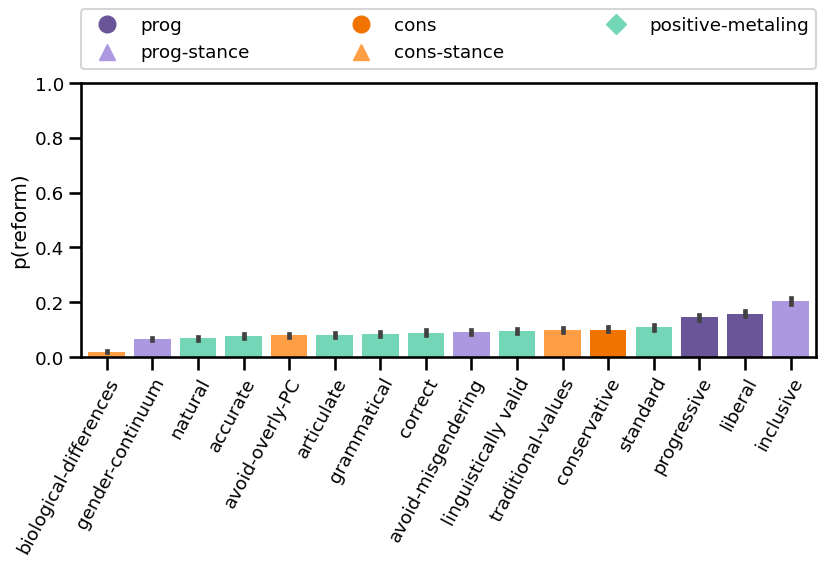 prog
prog-stance
cons
cons-stance
positive-metaling
p(reform)
1.0
0.8
0.6
0.4
0.2
0.0
biological-differences
gender-continuum
natural
accurate
avoid-overly-PC
articulate
grammatical
correct
avoid-misgendering
linguistically valid
traditional-values
conservative
standard
progressive
liberal
inclusive